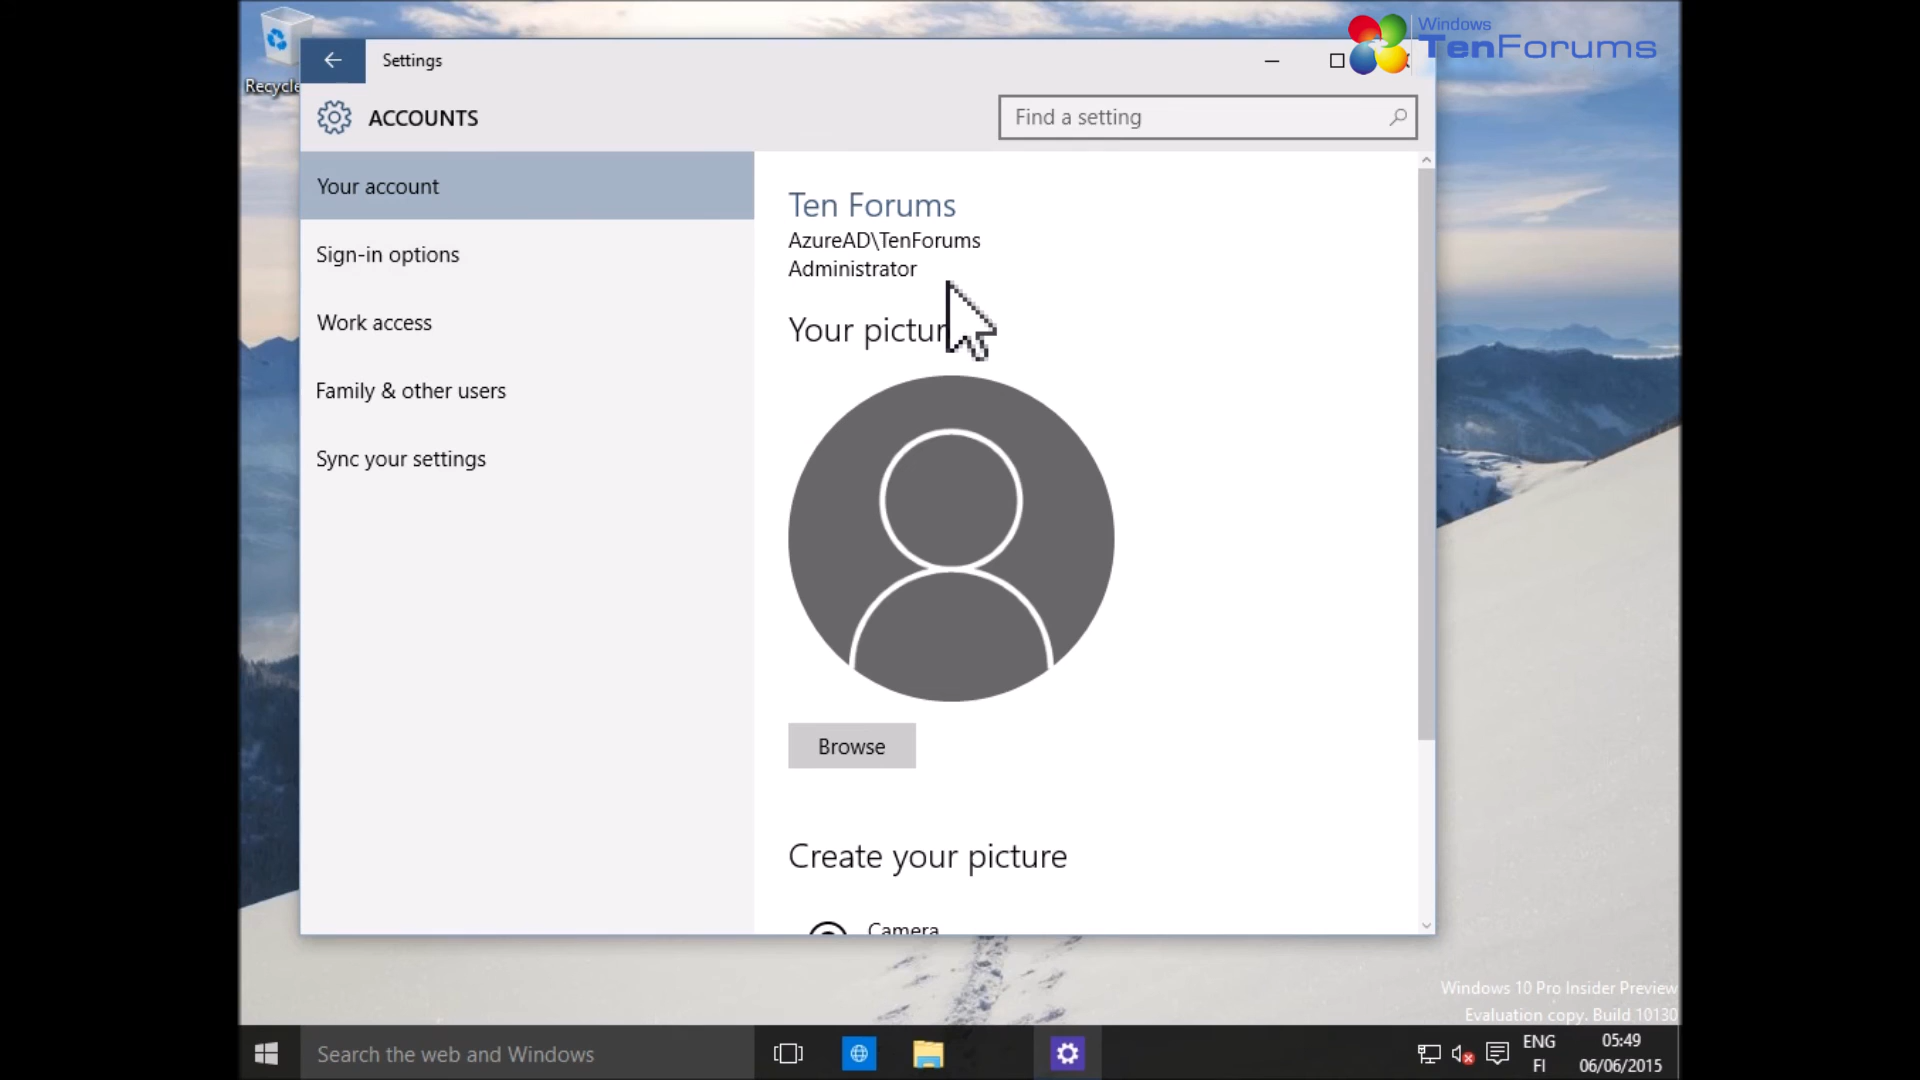 Windows
TenForums
Recycle
Settings
ACCOUNTS
Find a setting
Your account
Sign-in options
Work access
Family & other users
Sync your settings
Ten Forums
AzureAD\TenForums
Administrator
Your pictur
Browse
Create your picture
Camera
Windows 10 Pro Insider Preview
Evaluation copy. Build 10130
Search the web and Windows
ENG
FI
05:49
06/06/2015